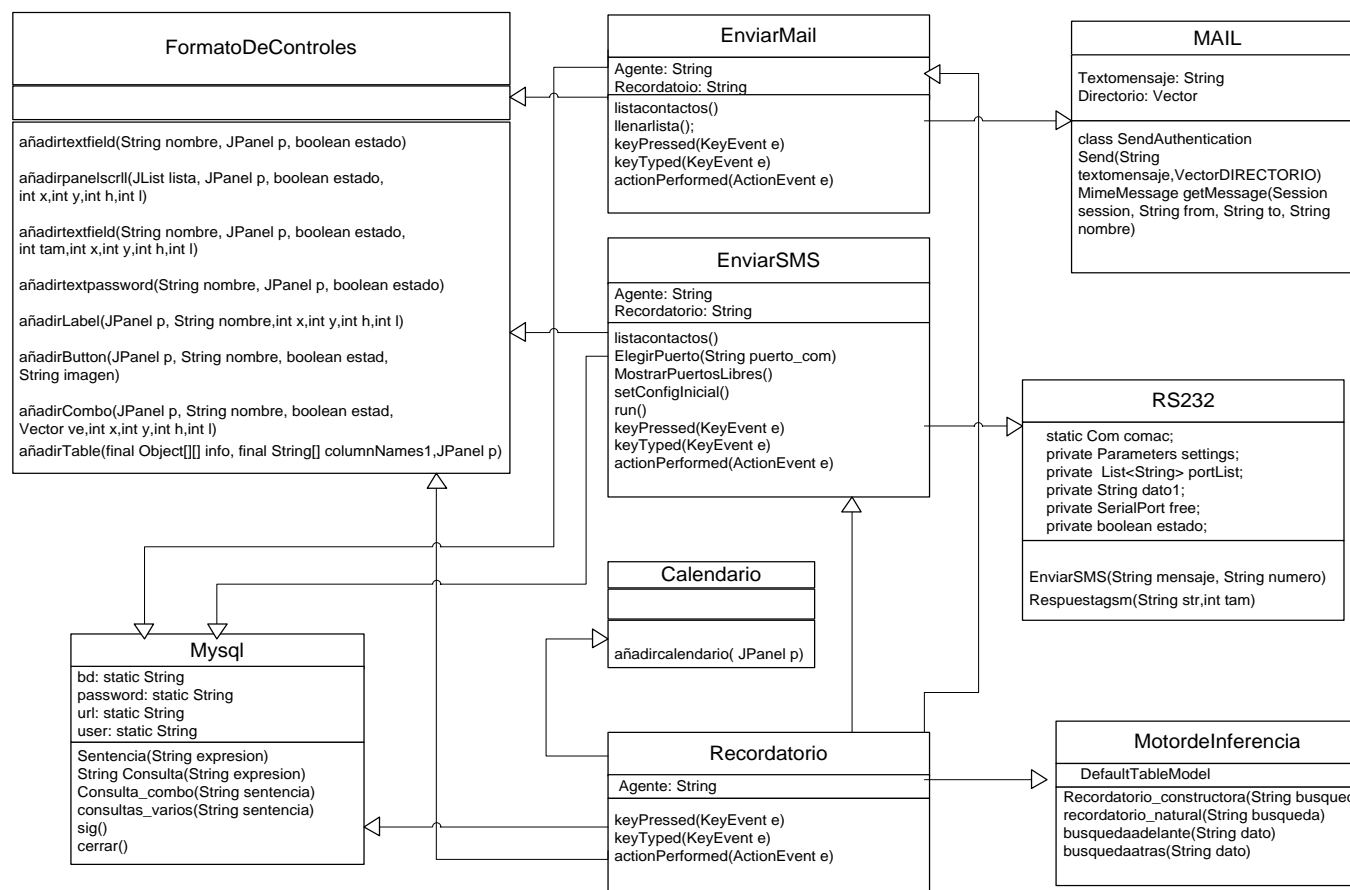 FormatoDeControles
añadirtextfield(String nombre, JPanel p, boolean estado)
añadirpanelscrll(JList lista, JPanel p, boolean estado,
int x,int y,int h,int l)
añadirtextfield(String nombre, JPanel p, boolean estado,
int tam,int x,int y,int h,int l)
añadirtextpassword(String nombre, JPanel p, boolean estado)
añadirLabel(JPanel p, String nombre,int x,int y,int h,int l)
añadirButton(JPanel p, String nombre, boolean estad,
String imagen)
añadirCombo(JPanel p, String nombre, boolean estad,
Vector ve,int x,int y,int h,int l)
añadirTable(final Object[][] info, final String[] columnNames1,JPanel p)
EnviarMail
Agente: String
Recordatoio: String
listacontactos()
llenarlista();
keyPressed(KeyEvent e)
keyTyped(KeyEvent e)
actionPerformed(ActionEvent e)
MAIL
Textomensaje: String
Directorio: Vector
class SendAuthentication
Send(String
textomensaje,VectorDIRECTORIO)
MimeMessage getMessage(Session
session, String from, String to, String
nombre)
EnviarSMS
Agente: String
Recordatorio: String
listacontactos()
ElegirPuerto(String puerto_com)
MostrarPuertosLibres()
setConfigInicial()
run()
keyPressed(KeyEvent e)
keyTyped(KeyEvent e)
actionPerformed(ActionEvent e)
RS232
static Com comac;
private Parameters settings;
private List<String> portList;
private String dato1;
private SerialPort free;
private boolean estado;
EnviarSMS(String mensaje, String numero)
Respuestagsm(String str,int tam)
Calendario
añadircalendario( JPanel p)
Mysql
bd: static String
password: static String
url: static String
user: static String
Sentencia(String expresion)
String Consulta(String expresion)
Consulta_combo(String sentencia)
consultas_varios(String sentencia)
sig()
cerrar()
Recordatorio
Agente: String
keyPressed(KeyEvent e)
keyTyped(KeyEvent e)
actionPerformed(ActionEvent e)
MotordeInferencia
DefaultTableModel
Recordatorio_constructora(String
recordatorio_natural(String busqueda)
busquedaadelante(String dato)
busquedaatras(String dato)